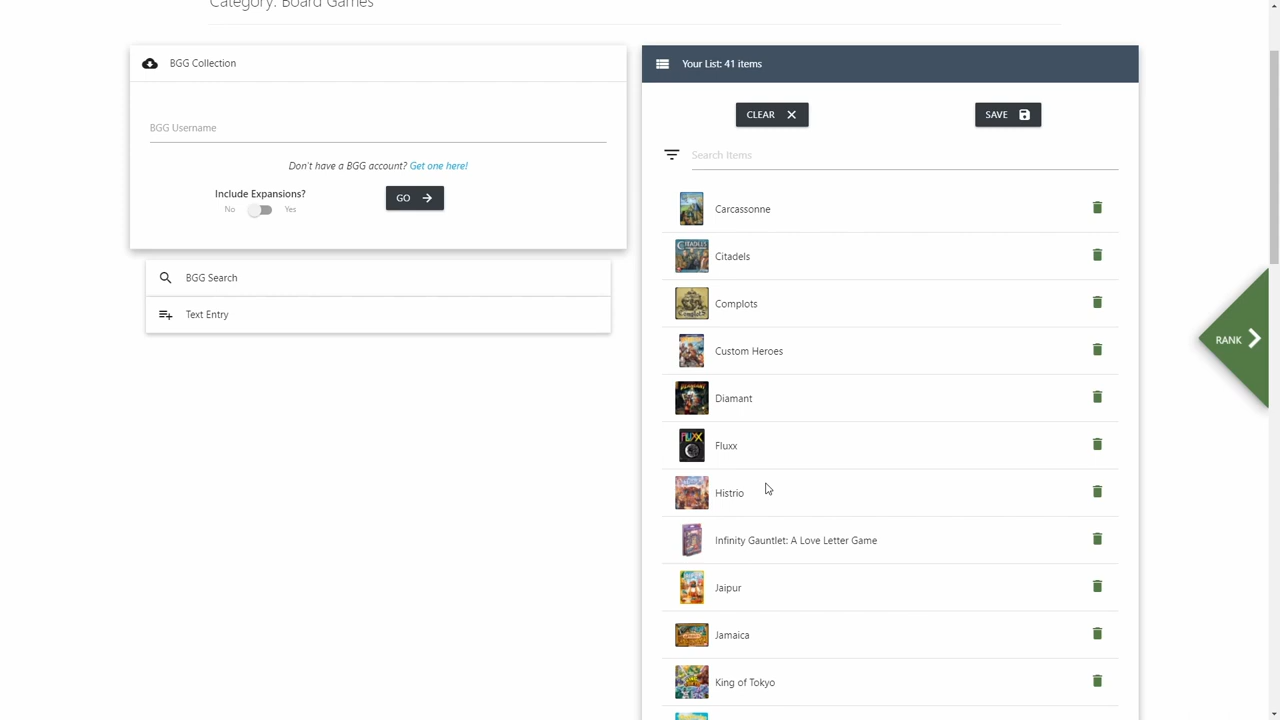 Category: Board Games
BGG Collection
BGG Username
Don't have a BGG account? Get one here!
Include Expansions?
No Yes
GO
BGG Search
Text Entry
Your List: 41 items
CLEAR
SAVE
Search Items
Carcassonne
Citadels
Complots
Custom Heroes
Diamant
Fluxx
Histrio
Infinity Gauntlet: A Love Letter Game
Jaipur
Jamaica
King of Tokyo
RANK